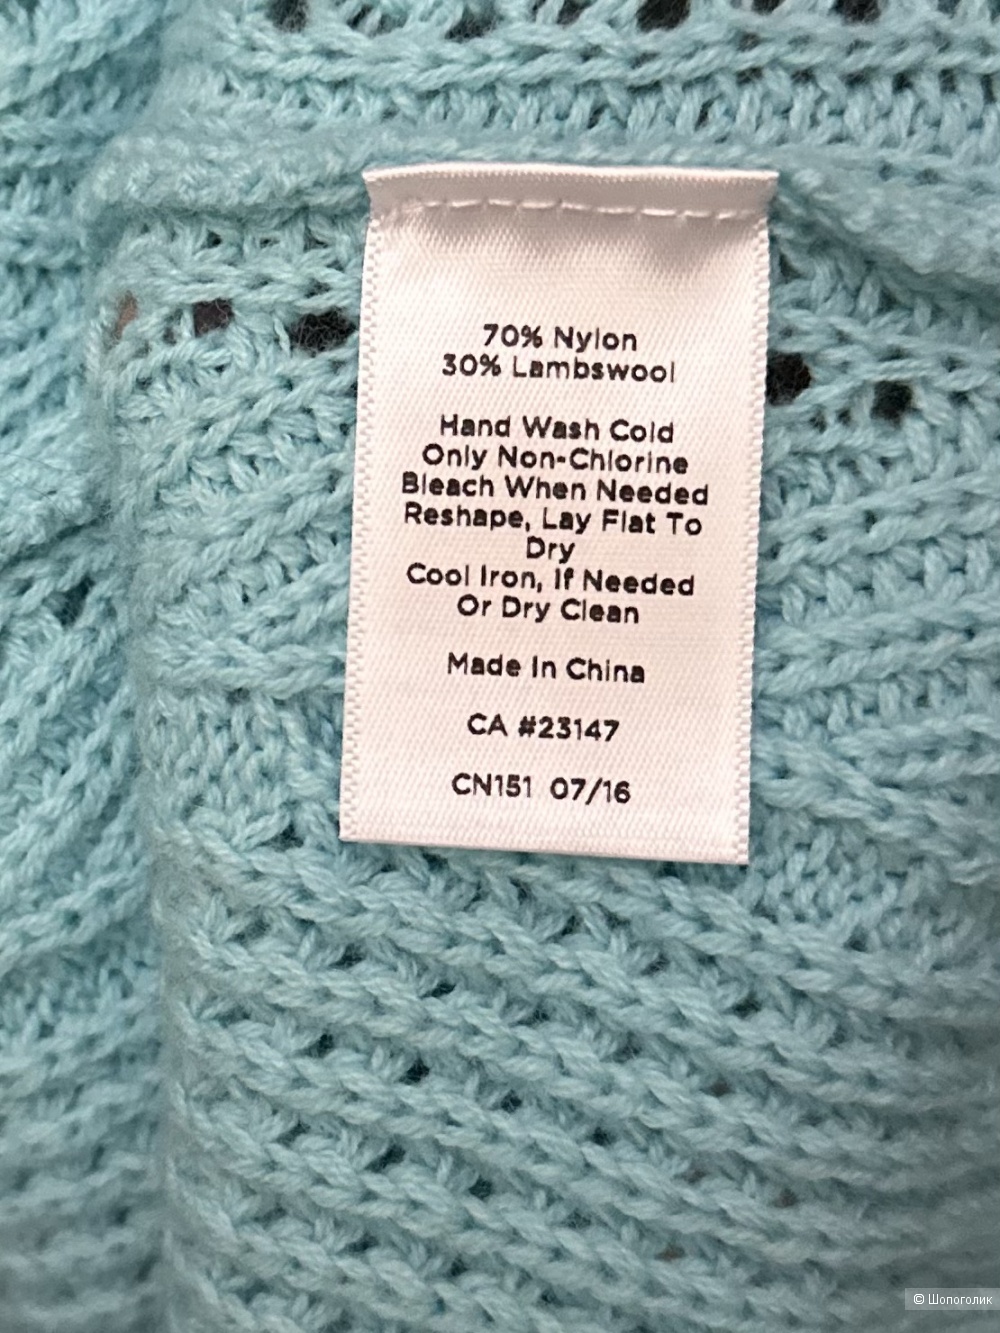 70% Nylon
30% Lambswool
Hand Wash Cold
Only Non-Chlorine
Bleach When Needed
Reshape, Lay Flat To
Dry
Cool Iron, If Needed
Or Dry Clean
Made In China
CA #23147
CN151 07/16
© Шопоголик